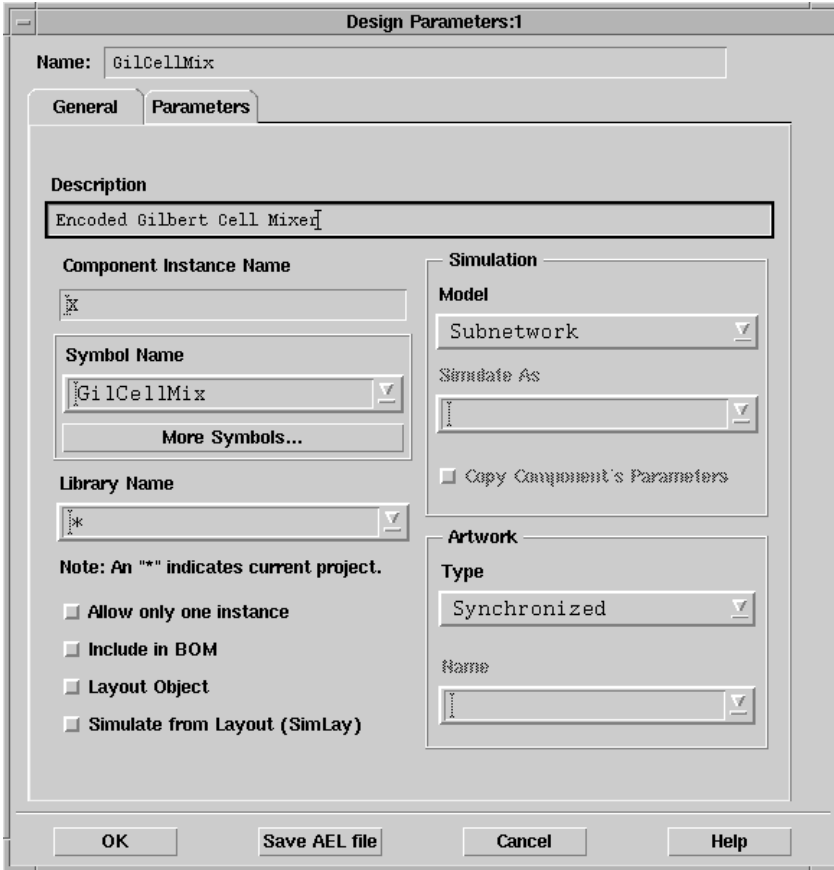 Design Parameters:1
Name: GilCellMix
General Parameters
Description
Encoded Gilbert Cell Mixer
Component Instance Name
X
Symbol Name
GilCellMix
More Symbols...
Library Name
*
Note: An "*" indicates current project.
Allow only one instance
Include in BOM
Layout Object
Simulate from Layout (SimLay)
Simulation
Model
Subnetwork
Simulate As
Copy Component's Parameters
Artwork
Type
Synchronized
Name
OK Save AEL file Cancel Help